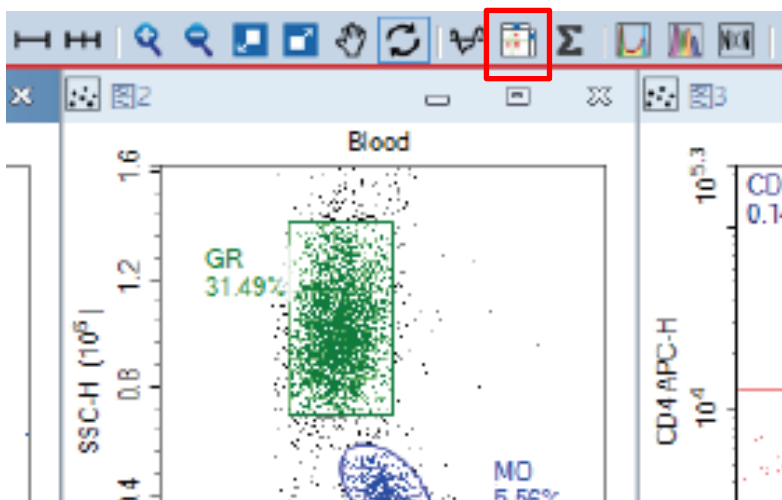 图2
图3
Blood
1.6
1.2
0.8
0.4
SSC-H (10⁶)
GR
31.49%
MO
5.56%
10⁵·³
10⁴
CD4 APC-H
CD
0.14
Σ